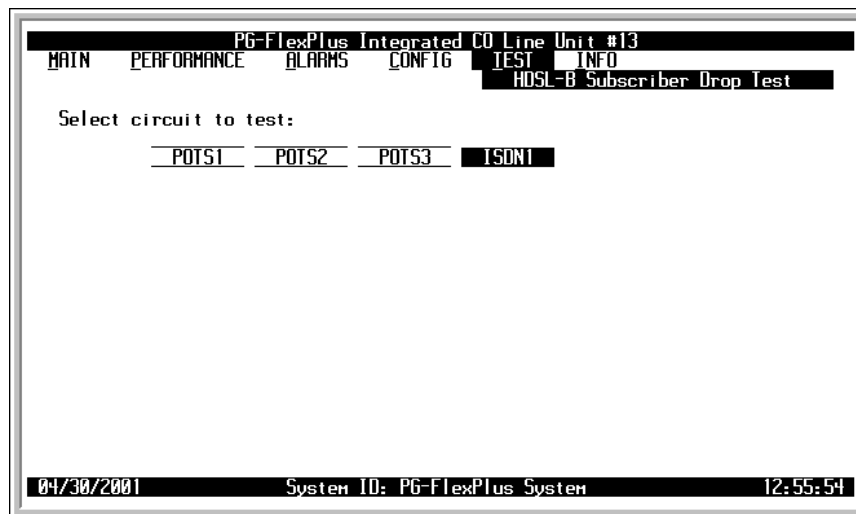 PG-FlexPlus Integrated CO Line Unit #13
MAIN PERFORMANCE ALARMS CONFIG TEST INFO
HDSL-B Subscriber Drop Test
Select circuit to test:
POTS1 POTS2 POTS3 ISDN1
04/30/2001 System ID: PG-FlexPlus System 12:55:54